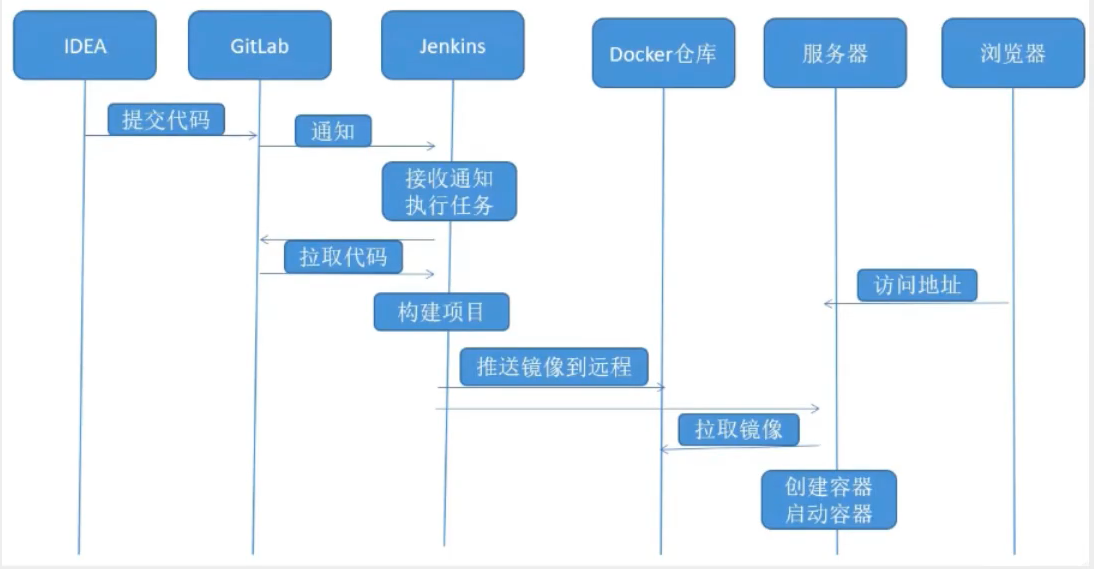 IDEA
GitLab
Jenkins
Docker仓库
服务器
浏览器
提交代码
通知
接收通知
执行任务
拉取代码
访问地址
构建项目
推送镜像到远程
拉取镜像
创建容器
启动容器